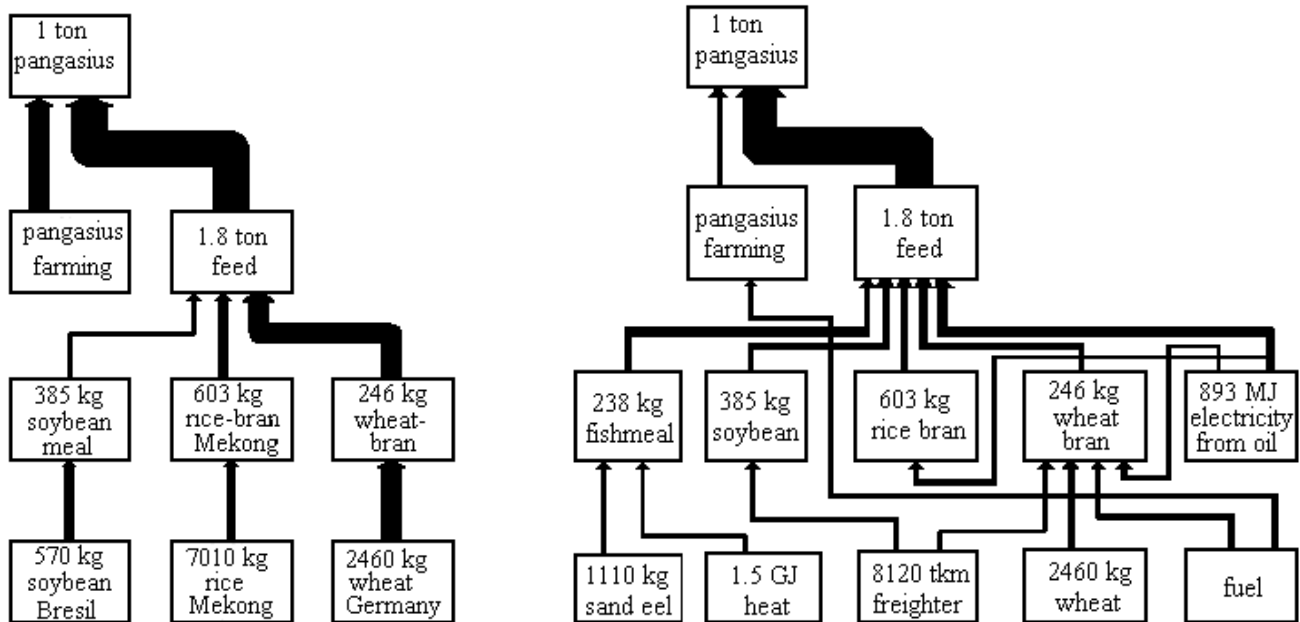 1 ton
pangasius
pangasius
farming
1.8 ton
feed
385 kg
soybean
meal
603 kg
rice-bran
Mekong
246 kg
wheat-
bran
570 kg
soybean
Bresil
7010 kg
rice
Mekong
2460 kg
wheat
Germany
1 ton
pangasius
pangasius
farming
1.8 ton
feed
238 kg
fishmeal
385 kg
soybean
603 kg
rice bran
246 kg
wheat
bran
893 MJ
electricity
from oil
1110 kg
sand eel
1.5 GJ
heat
8120 tkm
freighter
2460 kg
wheat
fuel